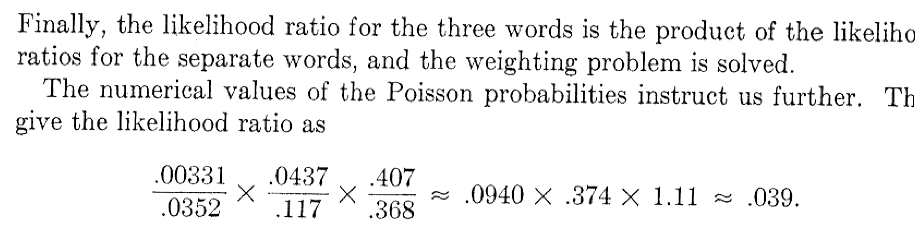 Finally, the likelihood ratio for the three words is the product of the likeliho
ratios for the separate words, and the weighting problem is solved.
The numerical values of the Poisson probabilities instruct us further. Th
give the likelihood ratio as
.00331/.0352 × .0437/.117 × .407/.368 ≈ .0940 × .374 × 1.11 ≈ .039.